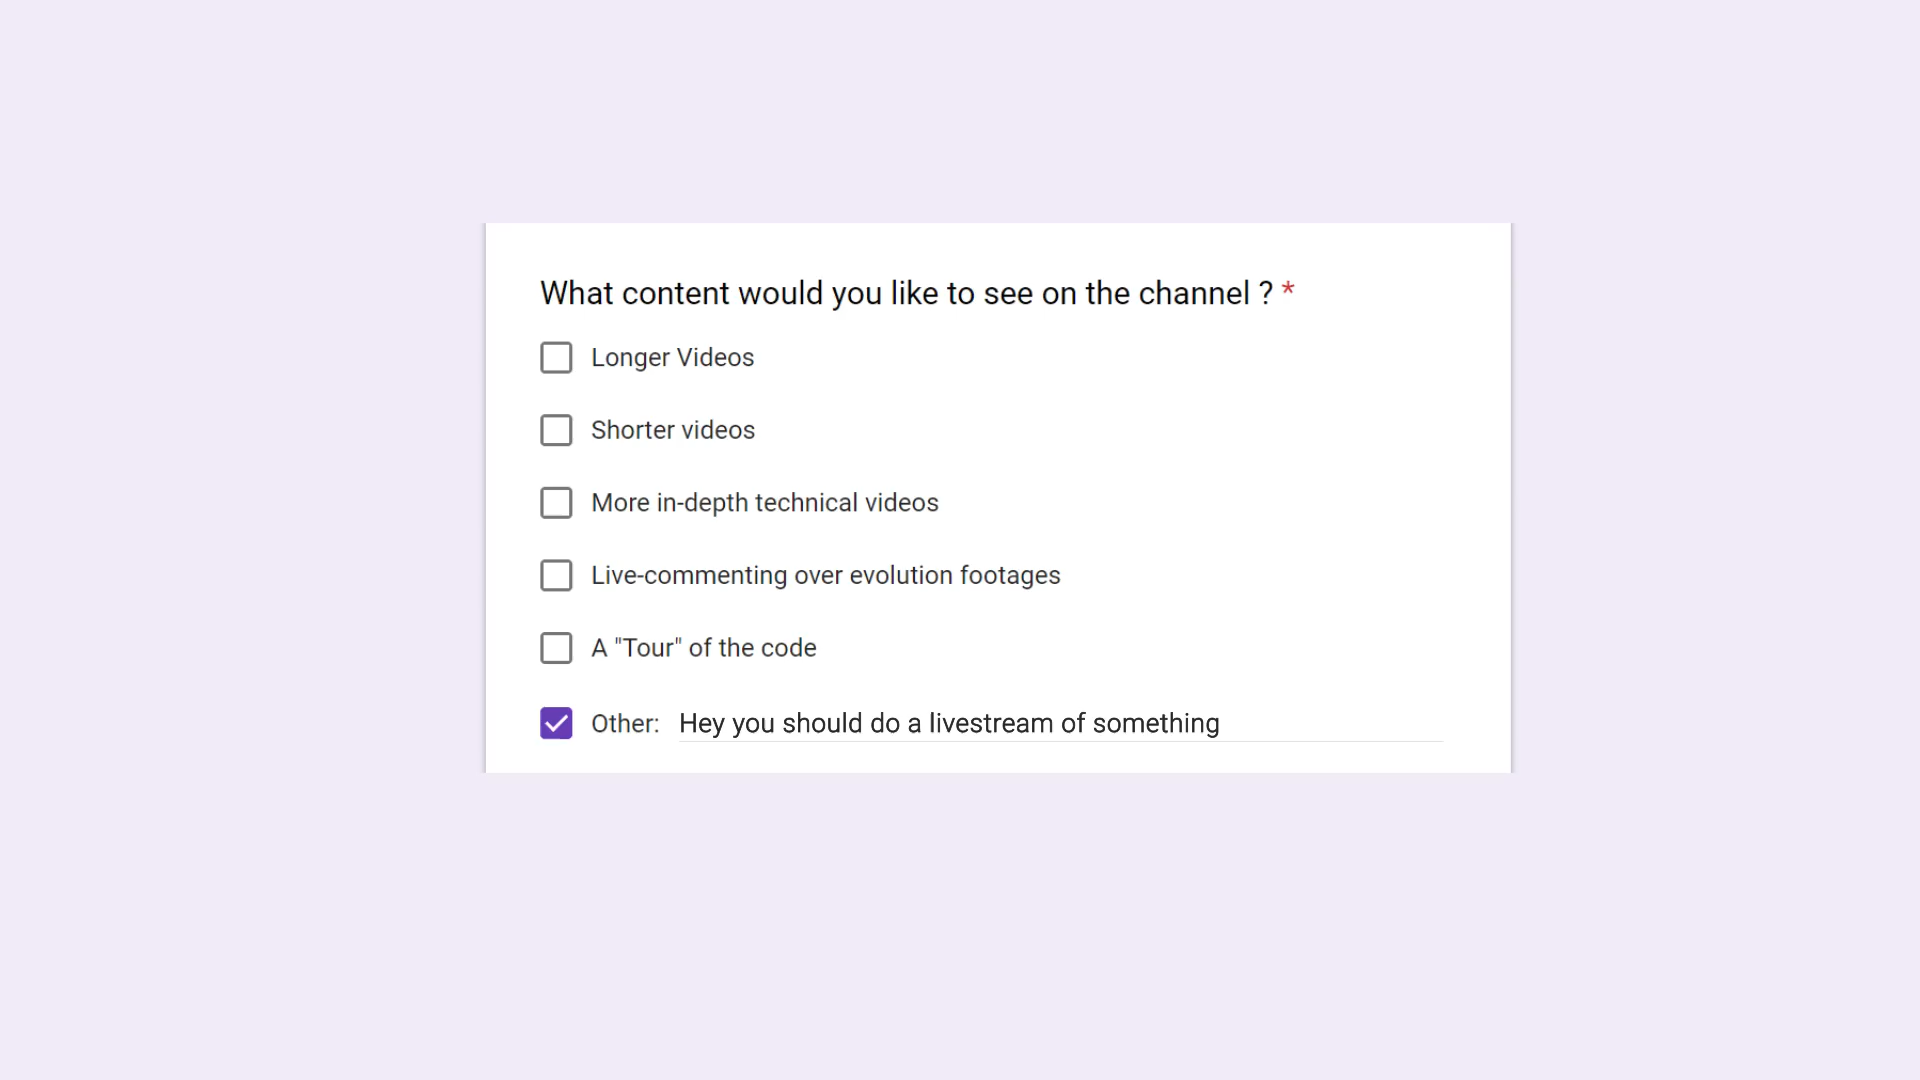 What content would you like to see on the channel ? *
Longer Videos
Shorter videos
More in-depth technical videos
Live-commenting over evolution footages
A "Tour" of the code
Other: Hey you should do a livestream of something